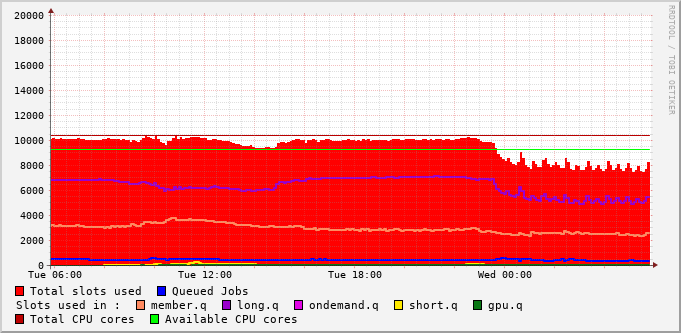 20000
18000
16000
14000
12000
10000
8000
6000
4000
2000
0
Tue 06:00 Tue 12:00 Tue 18:00 Wed 00:00
RRDTOOL / TOBI OETIKER
Total slots used Queued Jobs
Slots used in : member.q long.q ondemand.q short.q gpu.q
Total CPU cores Available CPU cores